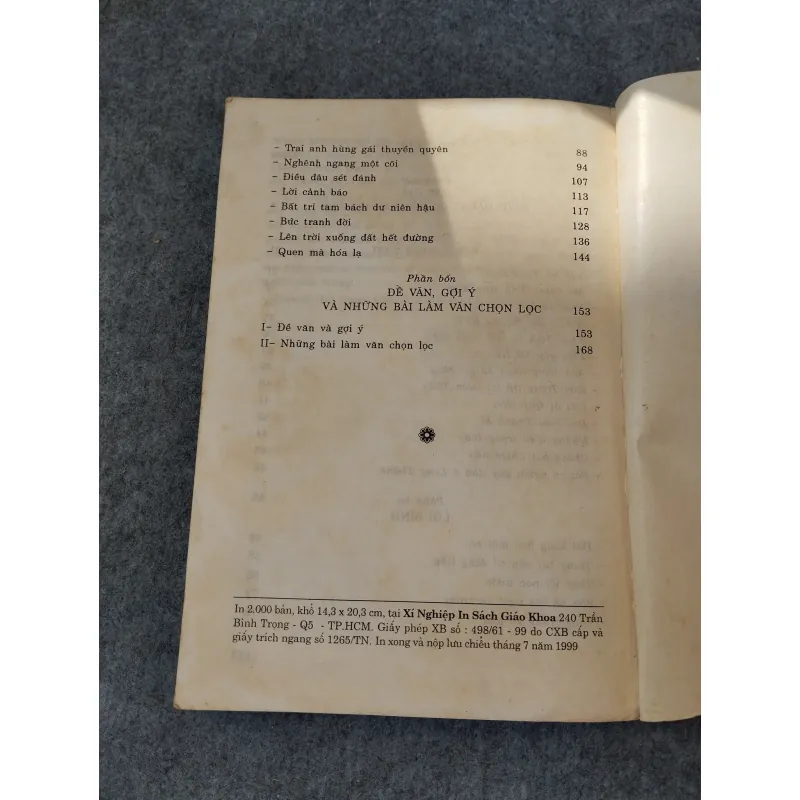 – Trai anh hùng gái thuyền quyên 88
– Nghênh ngang một cõi 94
– Điều đâu sét đánh 107
– Lời cảnh báo 113
– Bất tri tam bách dư niên hậu 117
– Bức tranh đời 128
– Lên trời xuống đất hết đường 136
– Quen mà hóa lạ 144
Phần bốn
ĐỀ VĂN, GỢI Ý
VÀ NHỮNG BÀI LÀM VĂN CHỌN LỌC 153
I– Đề văn và gợi ý 153
II– Những bài làm văn chọn lọc 168
In 2,000 bản, khổ 14,3 x 20,3 cm, tại Xí Nghiệp In Sách Giáo Khoa 240 Trần
Bình Trong - Q5 - TP.HCM. Giấy phép XB số : 498/61 - 99 do CXB cấp và
giấy trích ngang số 1265/TN. In xong và nộp lưu chiểu tháng 7 năm 1999